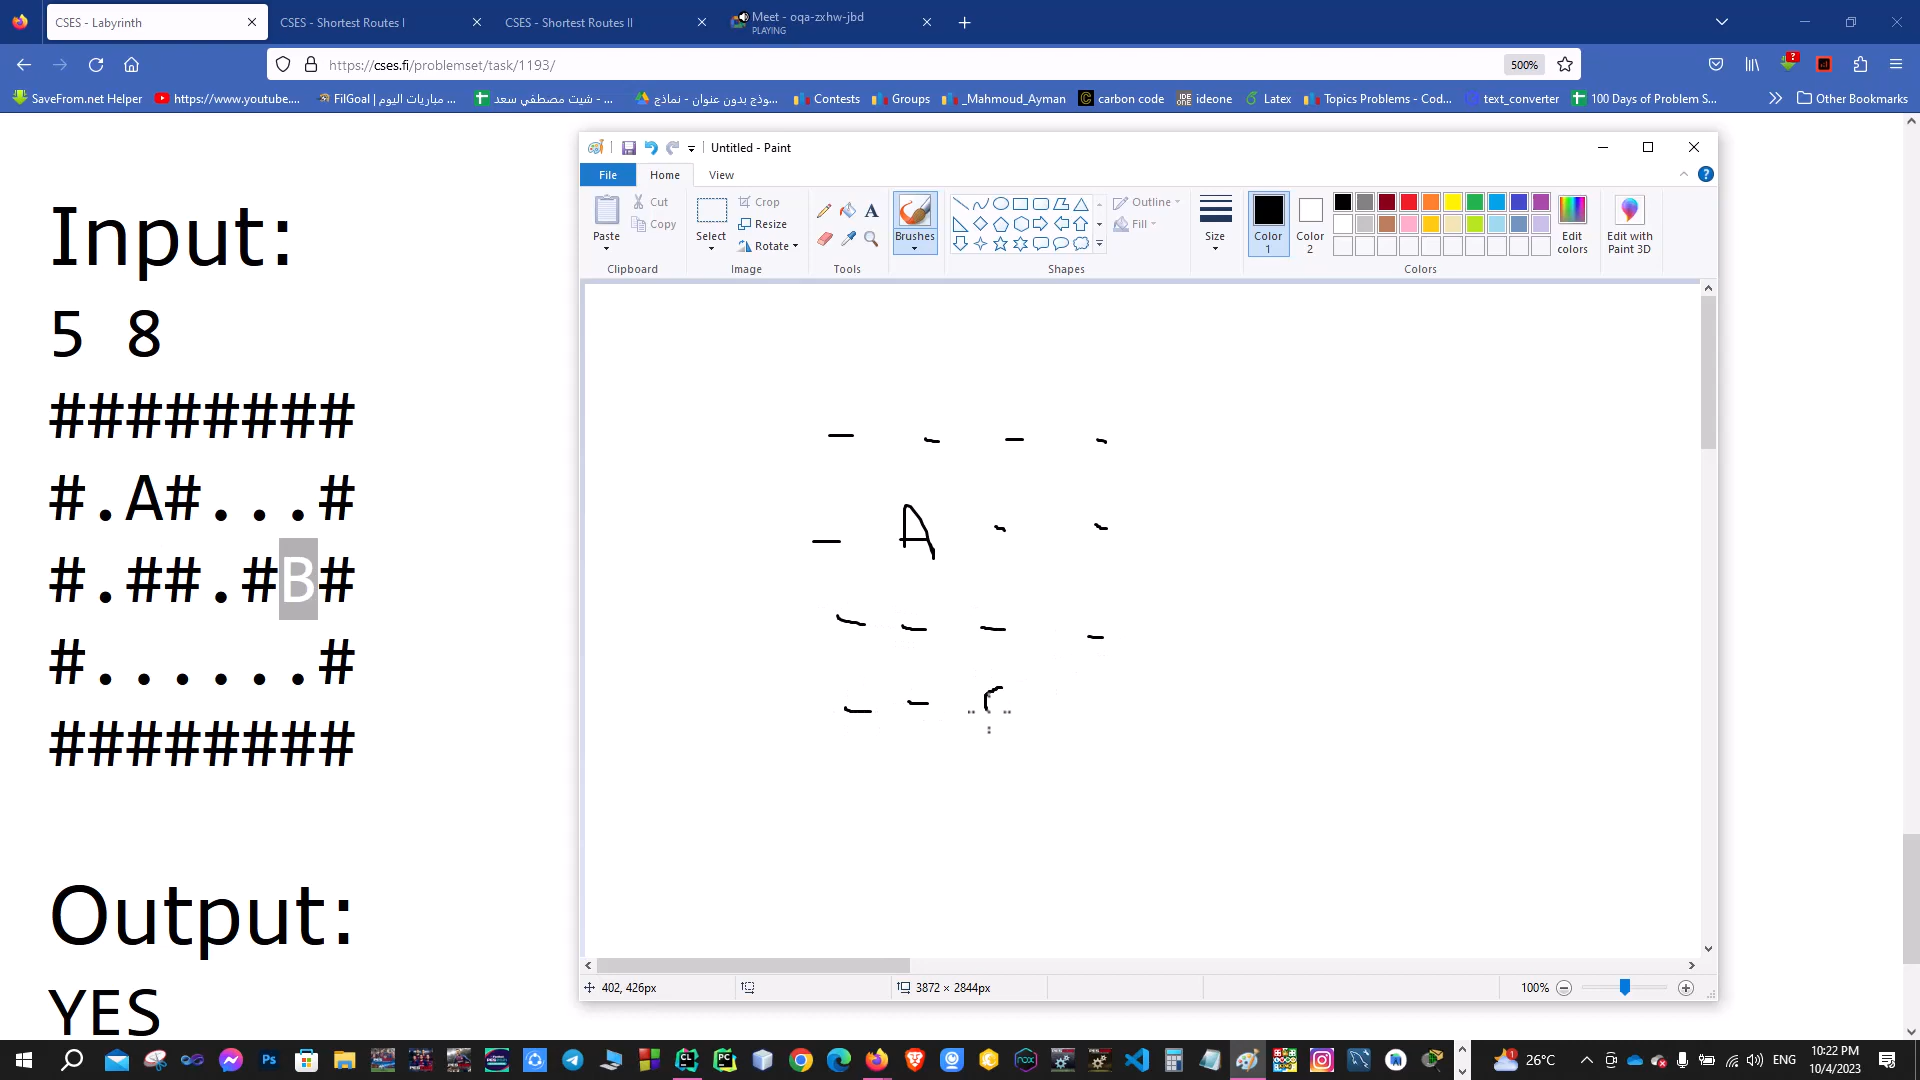 CSES - Labyrinth
CSES - Shortest Routes I
CSES - Shortest Routes II
Meet - oqa-zxhw-jbd
PLAYING
https://cses.fi/problemset/task/1193/
500%
SaveFrom.net Helper
https://www.youtube....
FilGoal | مباريات اليوم ...
شيت مصطفي سعد - ...
نموذج بدون عنوان - نماذج...
Contests
Groups
_Mahmoud_Ayman
carbon code
ideone
Latex
Topics Problems - Cod...
text_converter
100 Days of Problem S...
Other Bookmarks
Untitled - Paint
File
Home
View
Paste
Cut
Copy
Clipboard
Select
Crop
Resize
Rotate
Image
Tools
Brushes
Shapes
Outline
Fill
Size
Color 1
Color 2
Colors
Edit colors
Edit with Paint 3D
Input:
5 8
########
#.A#...#
#.##.#B#
#......#
########
Output:
YES
A
402, 426px
3872 × 2844px
100%
26°C
ENG
10:22 PM
10/4/2023